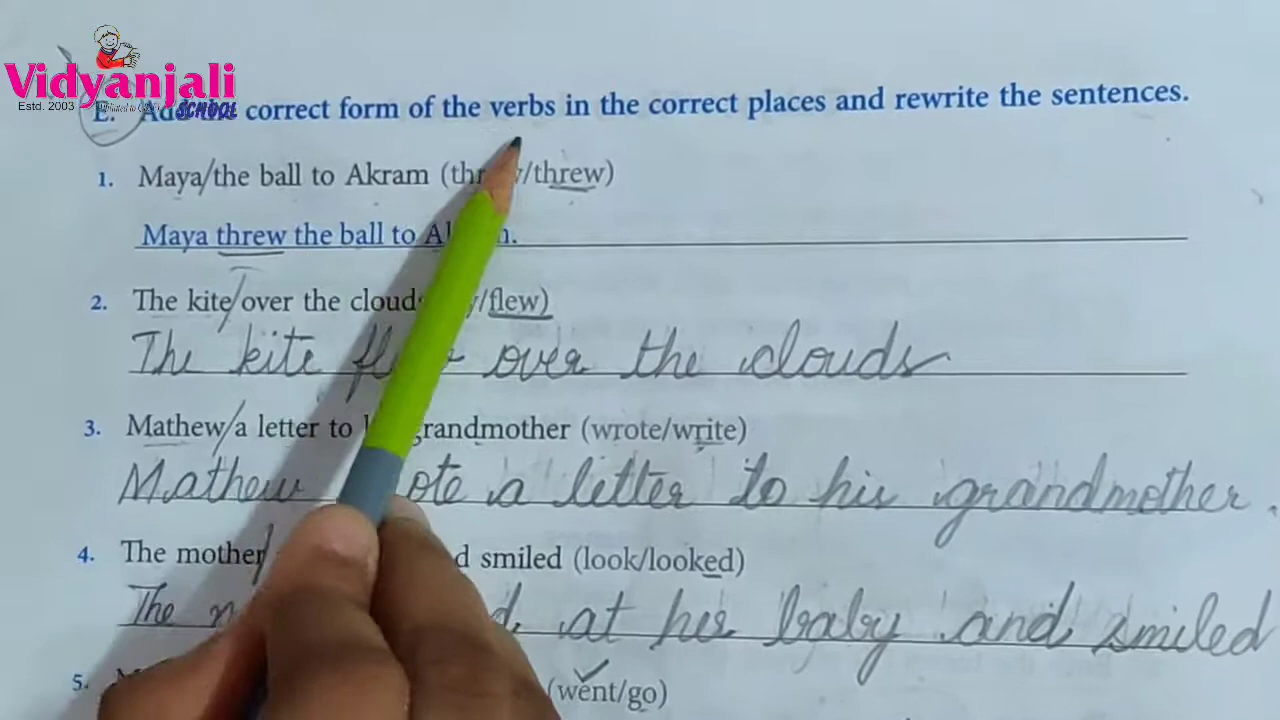 Vidyanjali
Estd. 2003
SCHOOL
E. correct form of the verbs in the correct places and rewrite the sentences.
1. Maya/the ball to Akram (/threw)
Maya threw the ball to
2. The kite/over the clouds /flew)
The kite over the clouds
3. Mathew/a letter to grandmother (wrote/write)
Mathew a letter to his grandmother.
4. The mother smiled (look/looked)
The at her baby and smiled
5. (went/go)